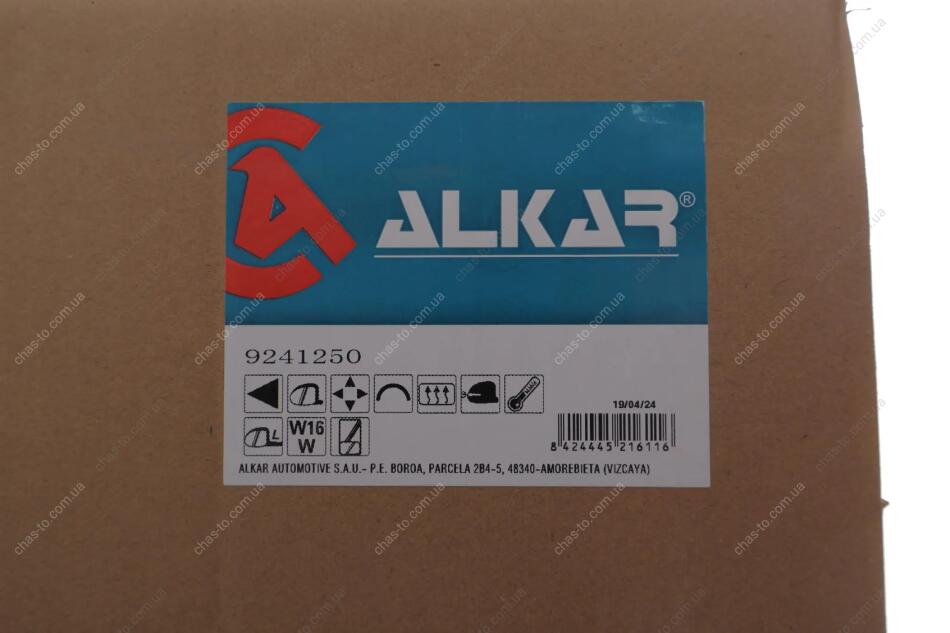 ALKAR®
9241250
19/04/24
W16
W
8 424445 216116
ALKAR AUTOMOTIVE S.A.U.- P.E. BOROA, PARCELA 2B4-5, 48340-AMOREBIETA (VIZCAYA)
chas-to.com.ua